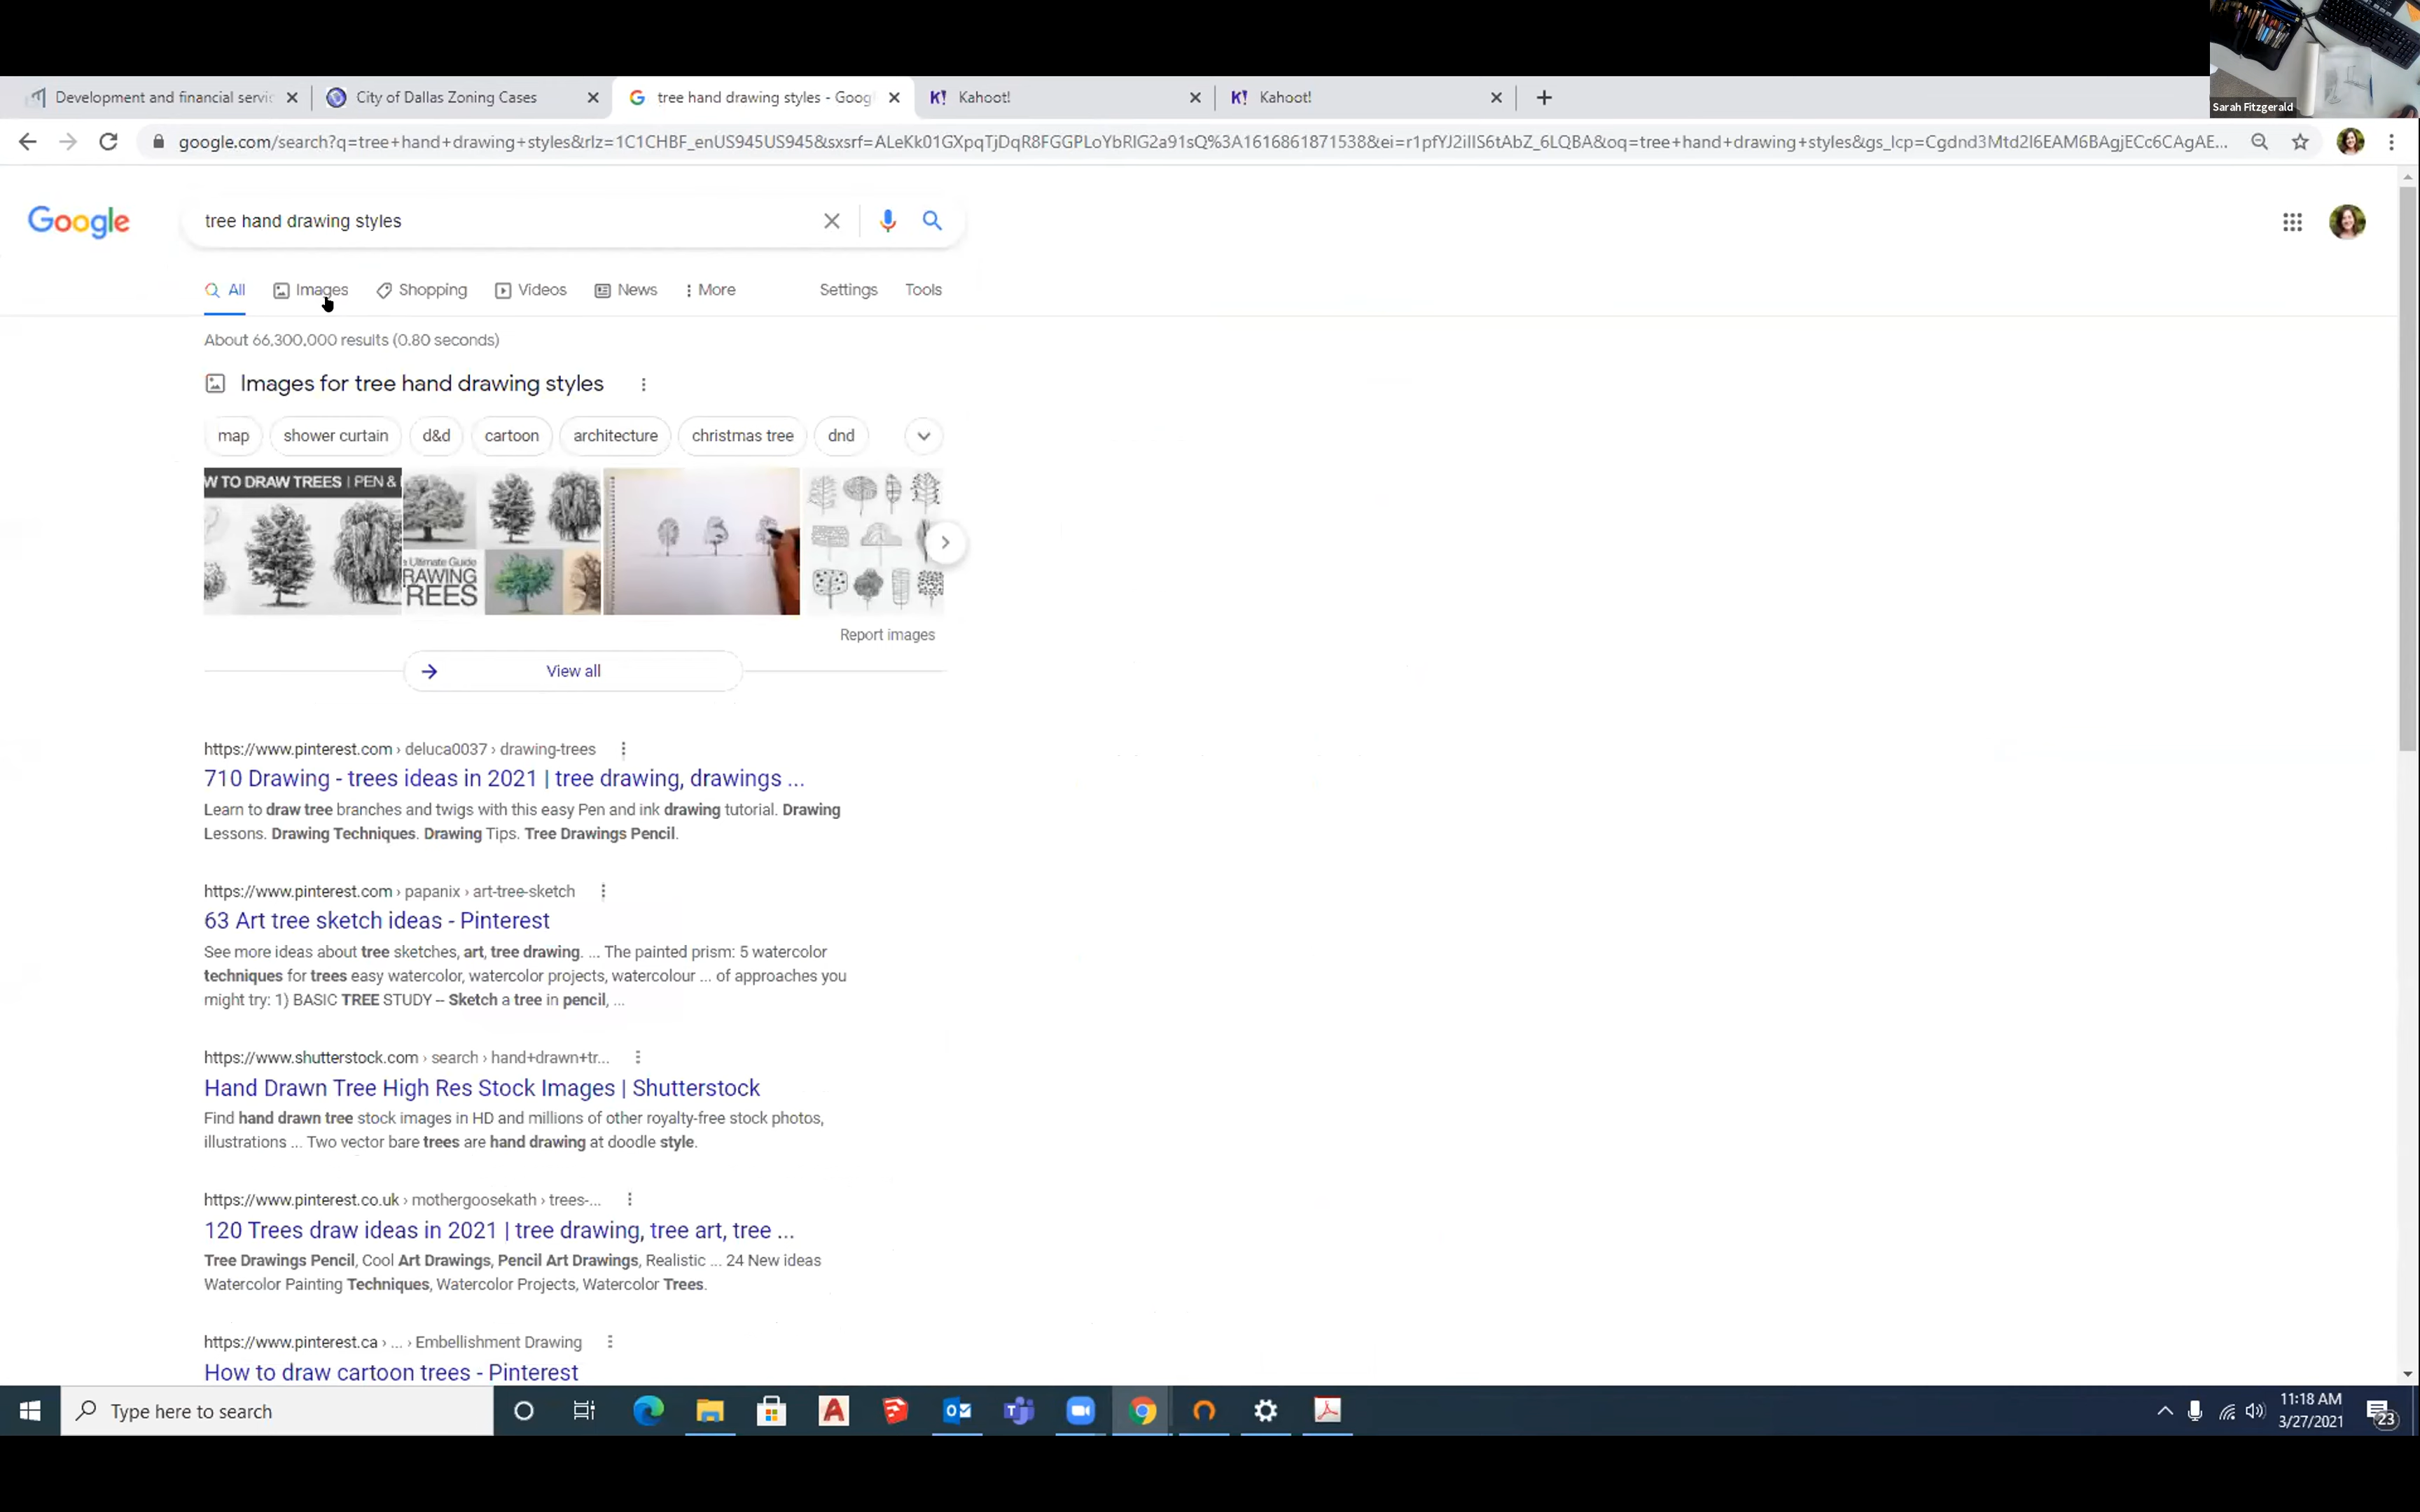 Sarah Fitzgerald
Development and financial servic
City of Dallas Zoning Cases
tree hand drawing styles - Goog
K! Kahoot!
K! Kahoot!
google.com/search?q=tree+hand+drawing+styles&rlz=1C1CHBF_enUS945US945&sxsrf=ALeKk01GXpqTjDqR8FGGPLoYbRIG2a91sQ%3A1616861871538&ei=r1pfYJ2iIIS6tAbZ_6LQBA&oq=tree+hand+drawing+styles&gs_lcp=Cgdnd3Mtd2l6EAM6BAgjECc6CAgAE...
Google
tree hand drawing styles
All Images Shopping Videos News More Settings Tools
About 66,300,000 results (0.80 seconds)
Images for tree hand drawing styles
map shower curtain d&d cartoon architecture christmas tree dnd
W TO DRAW TREES | PEN &
Ultimate Guide
RAWING
TREES
Report images
View all
https://www.pinterest.com › deluca0037 › drawing-trees
710 Drawing - trees ideas in 2021 | tree drawing, drawings ...
Learn to draw tree branches and twigs with this easy Pen and ink drawing tutorial. Drawing
Lessons. Drawing Techniques. Drawing Tips. Tree Drawings Pencil.
https://www.pinterest.com › papanix › art-tree-sketch
63 Art tree sketch ideas - Pinterest
See more ideas about tree sketches, art, tree drawing. ... The painted prism: 5 watercolor
techniques for trees easy watercolor, watercolor projects, watercolour ... of approaches you
might try: 1) BASIC TREE STUDY -- Sketch a tree in pencil, ...
https://www.shutterstock.com › search › hand+drawn+tr...
Hand Drawn Tree High Res Stock Images | Shutterstock
Find hand drawn tree stock images in HD and millions of other royalty-free stock photos,
illustrations ... Two vector bare trees are hand drawing at doodle style.
https://www.pinterest.co.uk › mothergoosekath › trees-...
120 Trees draw ideas in 2021 | tree drawing, tree art, tree ...
Tree Drawings Pencil, Cool Art Drawings, Pencil Art Drawings, Realistic ... 24 New ideas
Watercolor Painting Techniques, Watercolor Projects, Watercolor Trees.
https://www.pinterest.ca › ... › Embellishment Drawing
How to draw cartoon trees - Pinterest
Type here to search
11:18 AM
3/27/2021
23